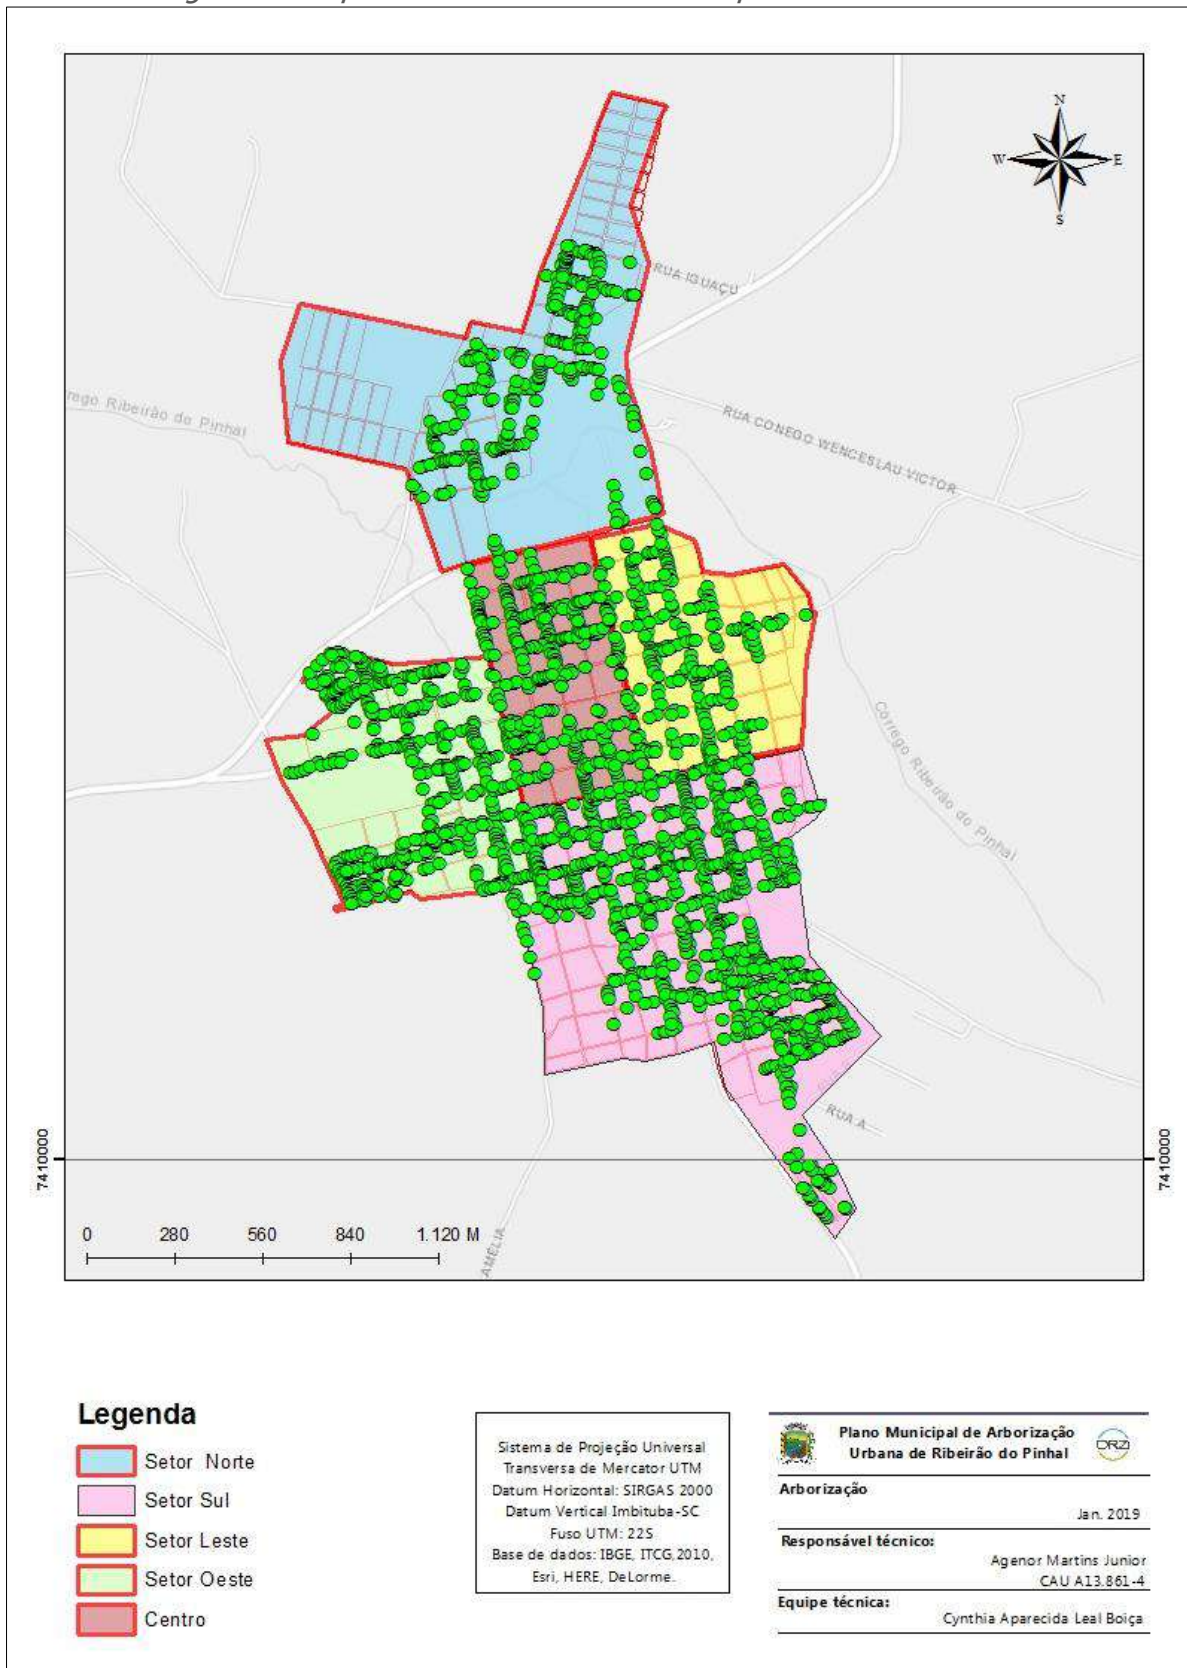 N
W
E
S
RUA IGUAÇU
rego Ribeirão do Pinhal
RUA CONEGO WENCESLAU VICTOR
Córrego Ribeirão do Pinhal
RUA A
7410000
7410000
0 280 560 840 1.120 M
AMÉLIA
Legenda
Setor Norte
Setor Sul
Setor Leste
Setor Oeste
Centro
Sistema de Projeção Universal
Transversa de Mercator UTM
Datum Horizontal: SIRGAS 2000
Datum Vertical Imbituba-SC
Fuso UTM: 22S
Base de dados: IBGE, ITCG,2010,
Esri, HERE, DeLorme.
Plano Municipal de Arborização
Urbana de Ribeirão do Pinhal
DRZ
Arborização
Jan. 2019
Responsável técnico:
Agenor Martins Junior
CAU A13.861-4
Equipe técnica:
Cynthia Aparecida Leal Boiça